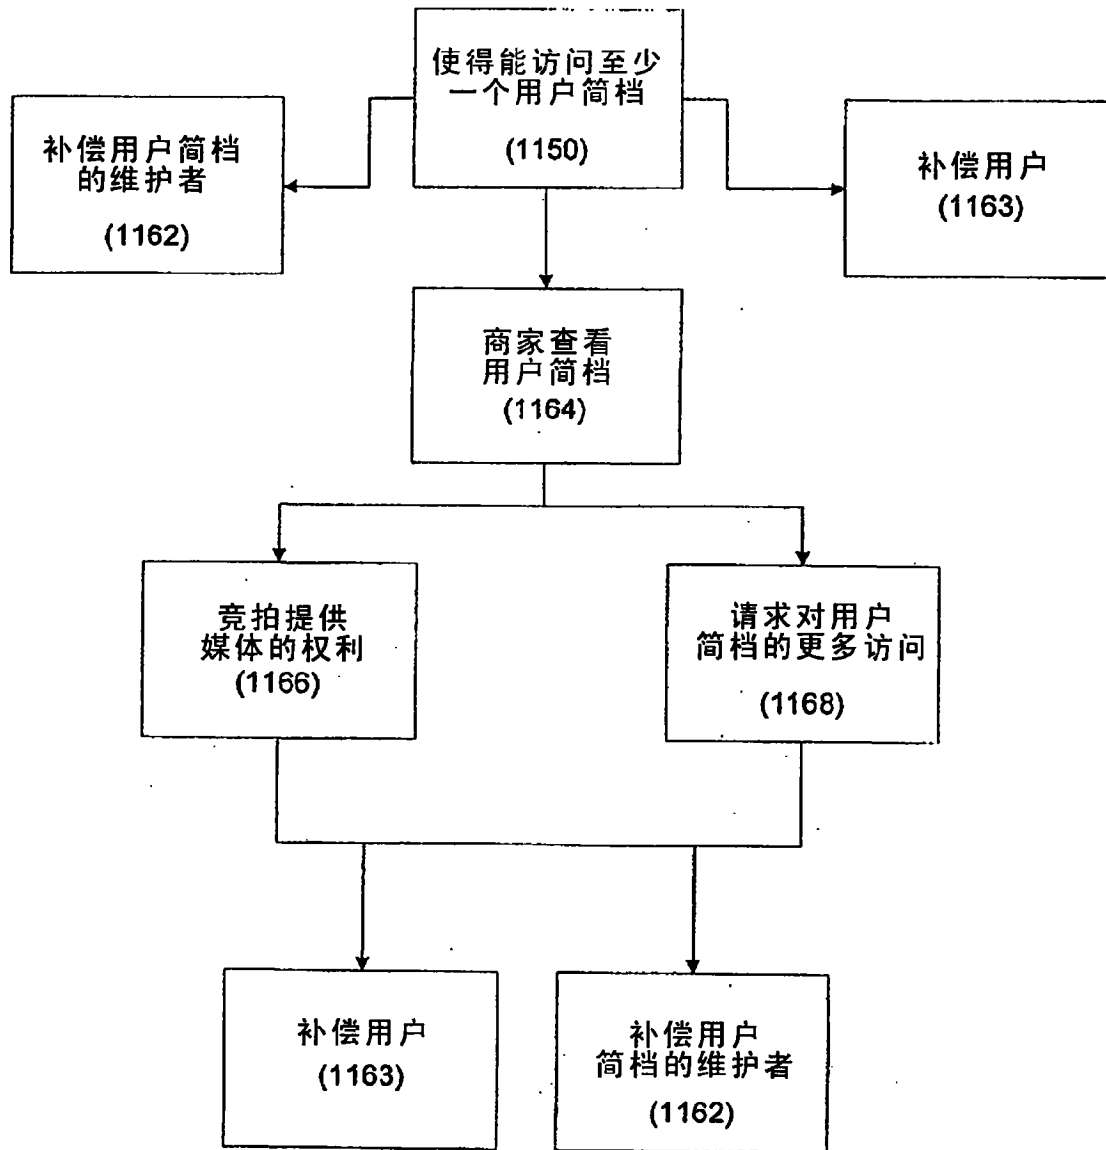 使得能访问至少
一个用户简档
(1150)
补偿用户简档
的维护者
(1162)
补偿用户
(1163)
商家查看
用户简档
(1164)
竞拍提供
媒体的权利
(1166)
请求对用户
简档的更多访问
(1168)
补偿用户
(1163)
补偿用户
简档的维护者
(1162)